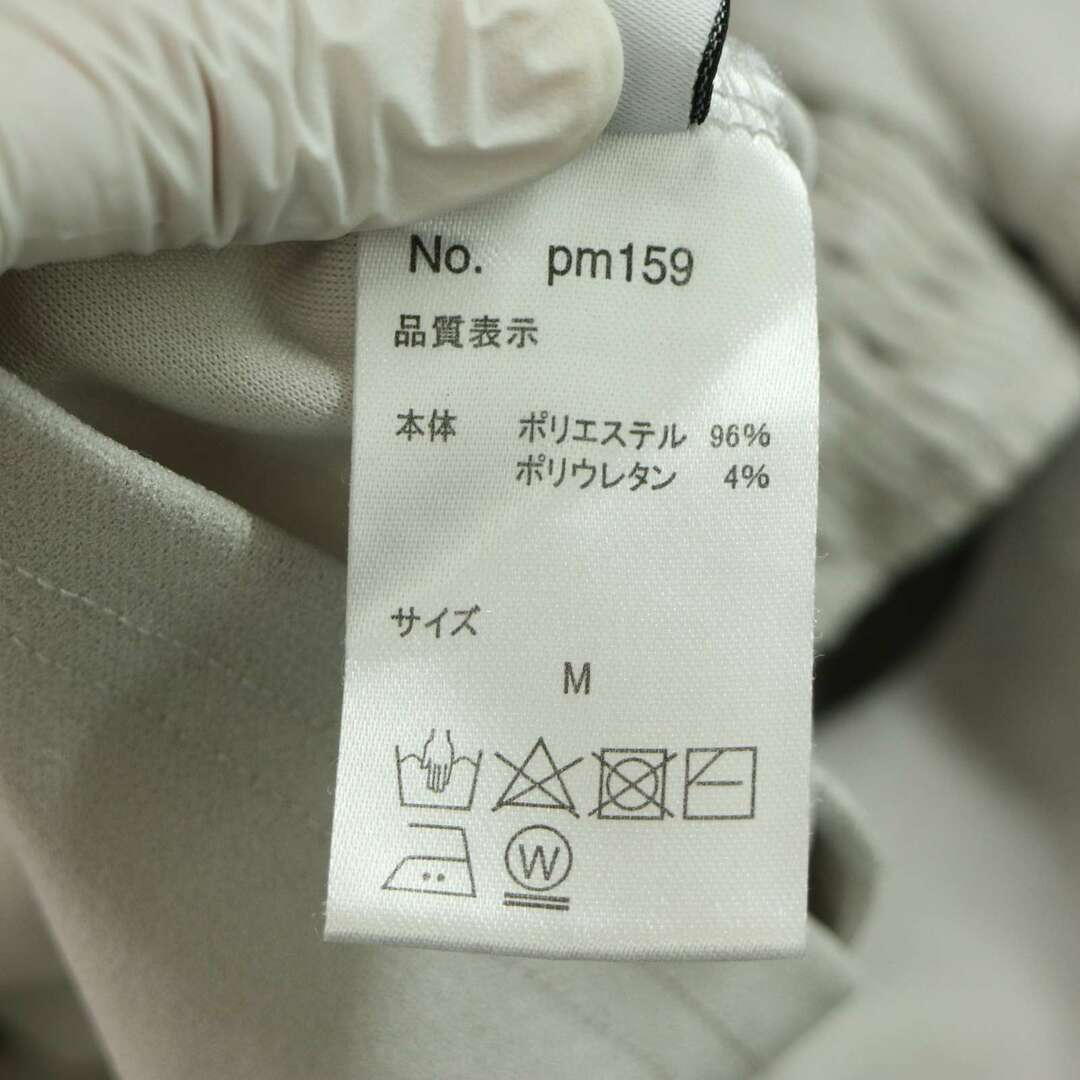 No. pm159
品質表示
本体 ポリエステル 96%
ポリウレタン 4%
サイズ
M
W